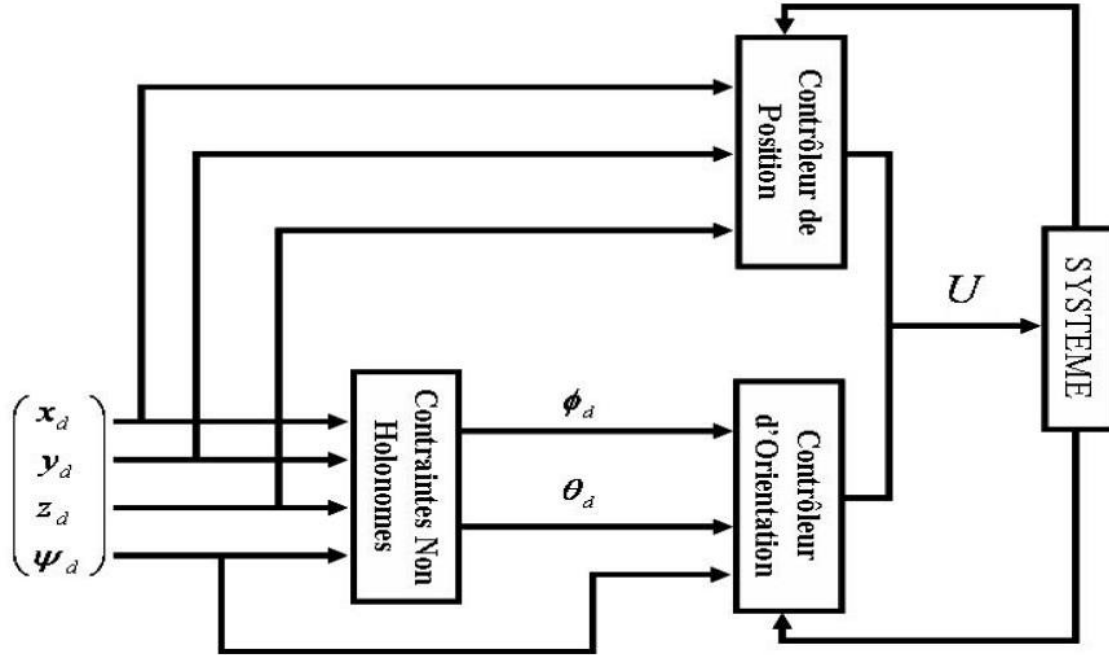 Contrôleur de
Position
SYSTEME
U
x_d
y_d
z_d
ψ_d
Contraintes Non
Holonomes
ϕ_d
θ_d
Contrôleur
d'Orientation